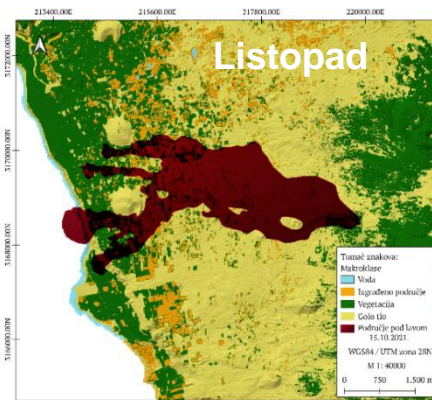 213400.00E 215600.00E 217800.00E 220000.00E
Listopad
3172000.00N
3170000.00N
3168000.00N
3166000.00N
Tumač znakova:
Makroklase
Voda
Izgrađeno područje
Vegetacija
Golo tlo
Područje pod lavom
15.10.2021.
WGS84 / UTM zona 28N
M 1: 40000
0 750 1.500 m